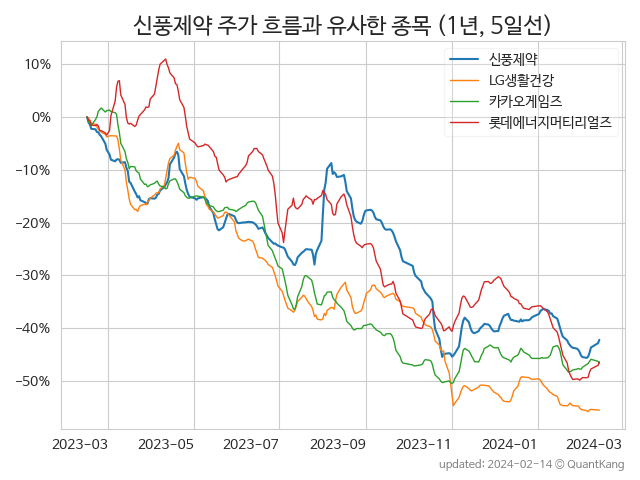 신풍제약 주가 흐름과 유사한 종목 (1년, 5일선)
신풍제약
LG생활건강
카카오게임즈
롯데에너지머티리얼즈
10%
0%
−10%
−20%
−30%
−40%
−50%
2023-03 2023-05 2023-07 2023-09 2023-11 2024-01 2024-03
updated: 2024-02-14 © QuantKang